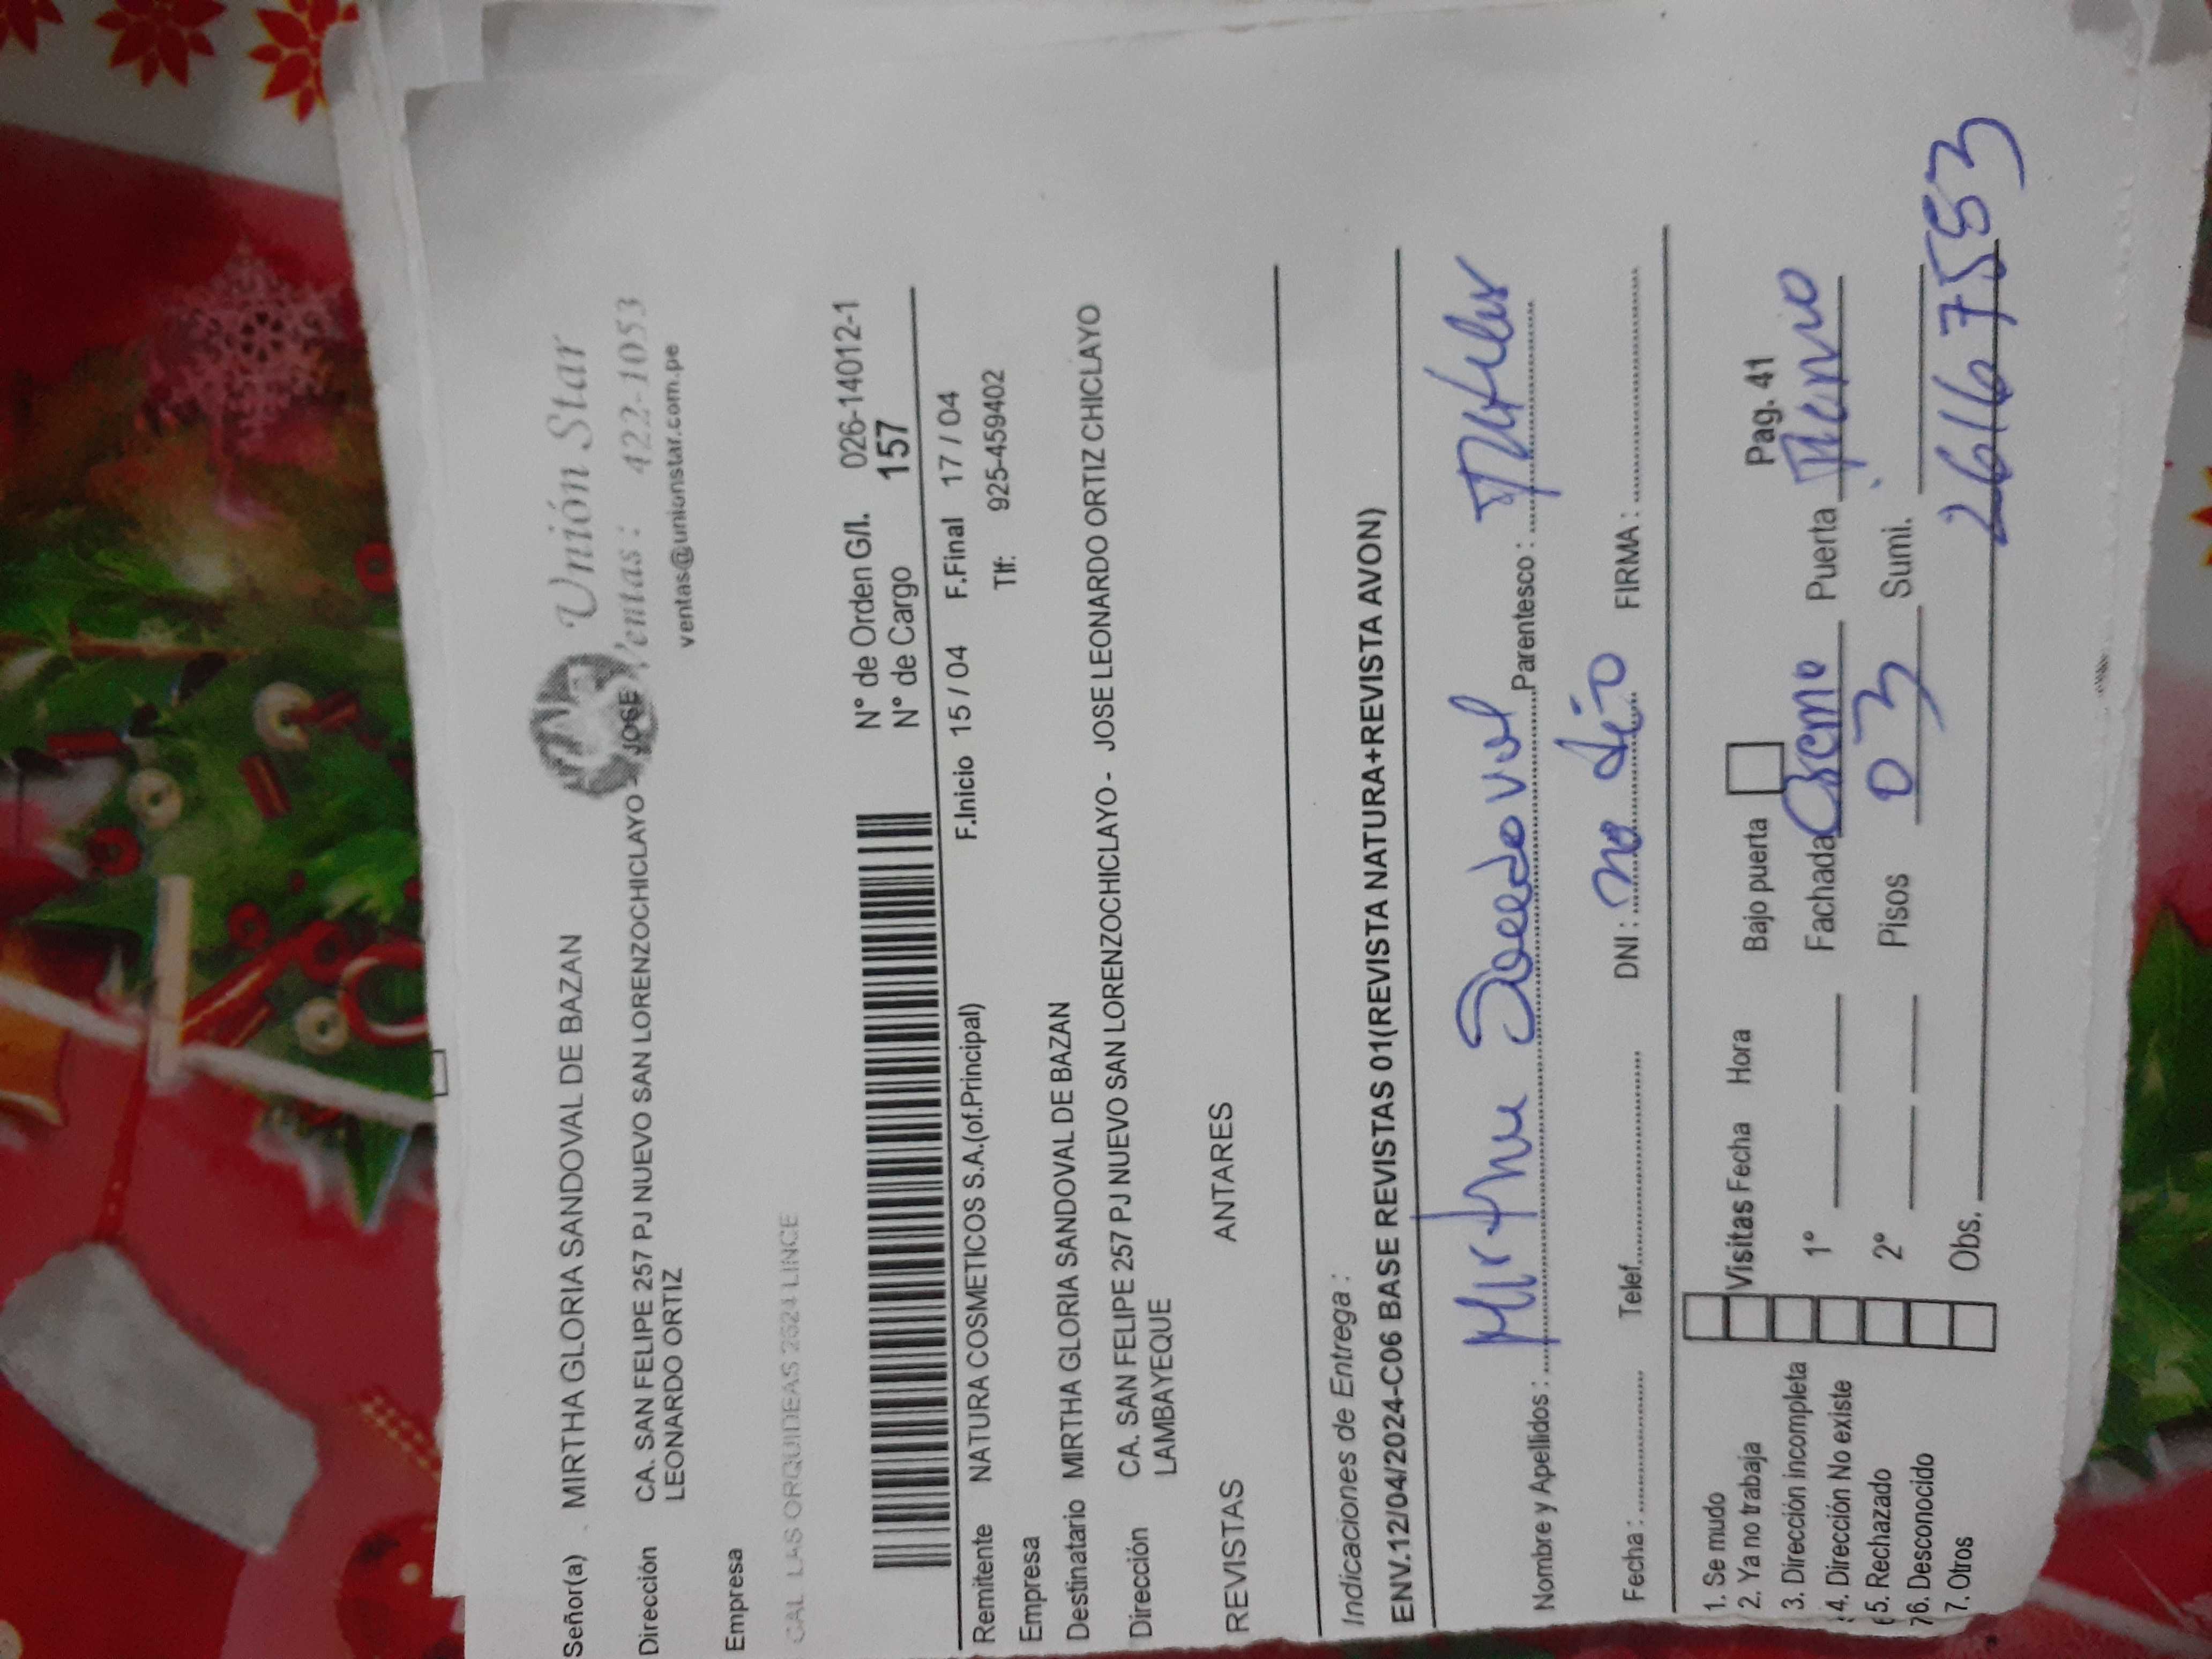 Unión Star
Ventas : 422-1053
ventas@unionstar.com.pe
Señor(a) MIRTHA GLORIA SANDOVAL DE BAZAN
Dirección CA. SAN FELIPE 257 PJ NUEVO SAN LORENZOCHICLAYO - JOSE
LEONARDO ORTIZ
Empresa
CAL LAS ORQUIDEAS 2624 LINCE
N° de Orden G/I. 026-14012-1
N° de Cargo 157
F.Inicio 15 / 04 F.Final 17 / 04
Remitente NATURA COSMETICOS S.A.(of.Principal) Tlf: 925-459402
Empresa
Destinatario MIRTHA GLORIA SANDOVAL DE BAZAN
Dirección CA. SAN FELIPE 257 PJ NUEVO SAN LORENZOCHICLAYO - JOSE LEONARDO ORTIZ CHICLAYO
LAMBAYEQUE
REVISTAS ANTARES
Indicaciones de Entrega :
ENV.12/04/2024-C06 BASE REVISTAS 01(REVISTA NATURA+REVISTA AVON)
Nombre y Apellidos : Mirtha Sandoval Parentesco : Titular
Fecha : Telef. DNI : no dio FIRMA :
Pag. 41
1. Se mudo Visitas Fecha Hora Bajo puerta
2. Ya no trabaja
3. Dirección incompleta 1° Fachada Crema Puerta
4. Dirección No existe
5. Rechazado 2° Pisos 03 Sumi.
6. Desconocido
7. Otros Obs. 26167553